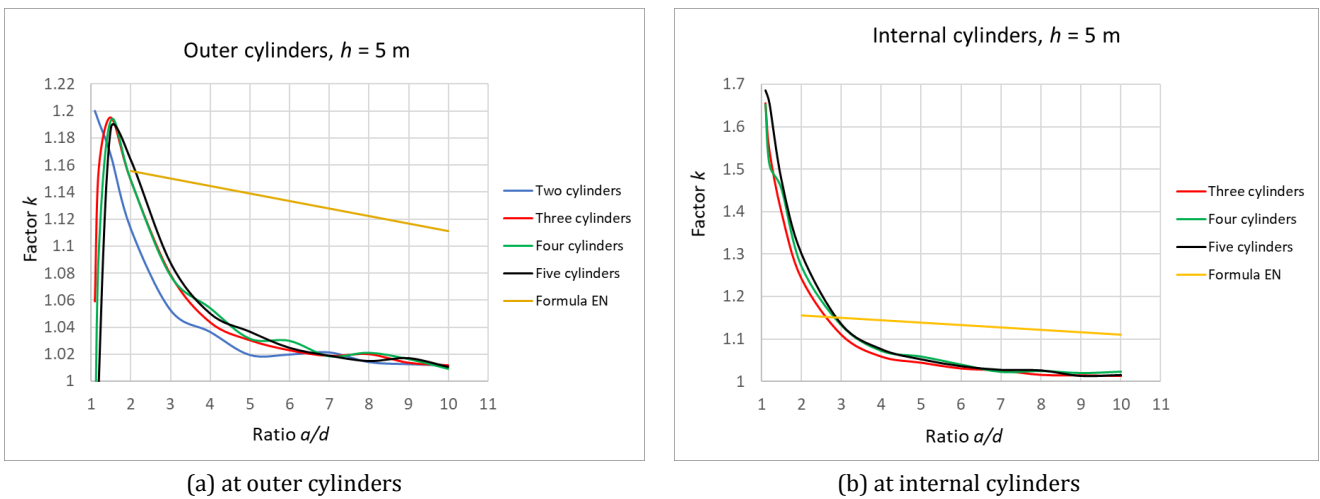 Outer cylinders, h = 5 m
1.22
1.2
1.18
1.16
1.14
1.12
1.1
1.08
1.06
1.04
1.02
1
Factor k
1 2 3 4 5 6 7 8 9 10 11
Ratio a/d
Two cylinders
Three cylinders
Four cylinders
Five cylinders
Formula EN
(a) at outer cylinders
Internal cylinders, h = 5 m
1.7
1.6
1.5
1.4
1.3
1.2
1.1
1
Factor k
1 2 3 4 5 6 7 8 9 10 11
Ratio a/d
Three cylinders
Four cylinders
Five cylinders
Formula EN
(b) at internal cylinders